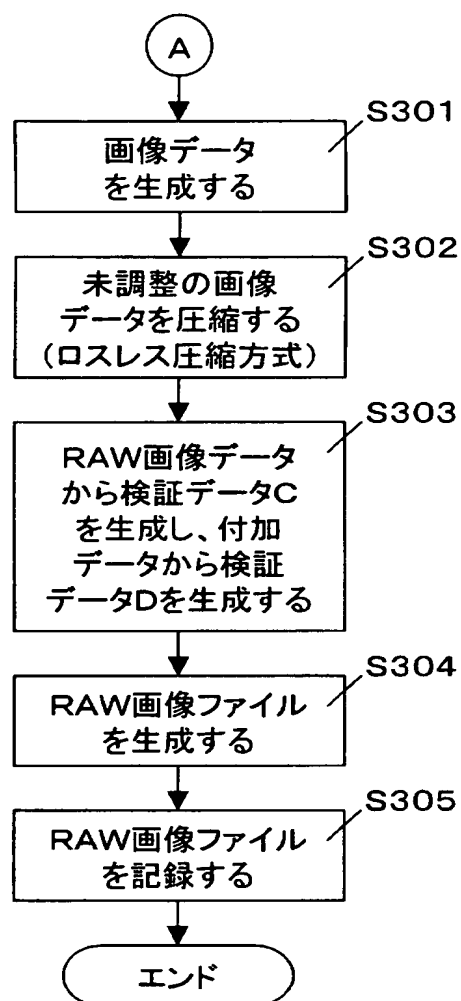 A
S301
画像データ
を生成する
S302
未調整の画像
データを圧縮する
(ロスレス圧縮方式)
S303
RAW画像データ
から検証データC
を生成し、付加
データから検証
データDを生成する
S304
RAW画像ファイル
を生成する
S305
RAW画像ファイル
を記録する
エンド